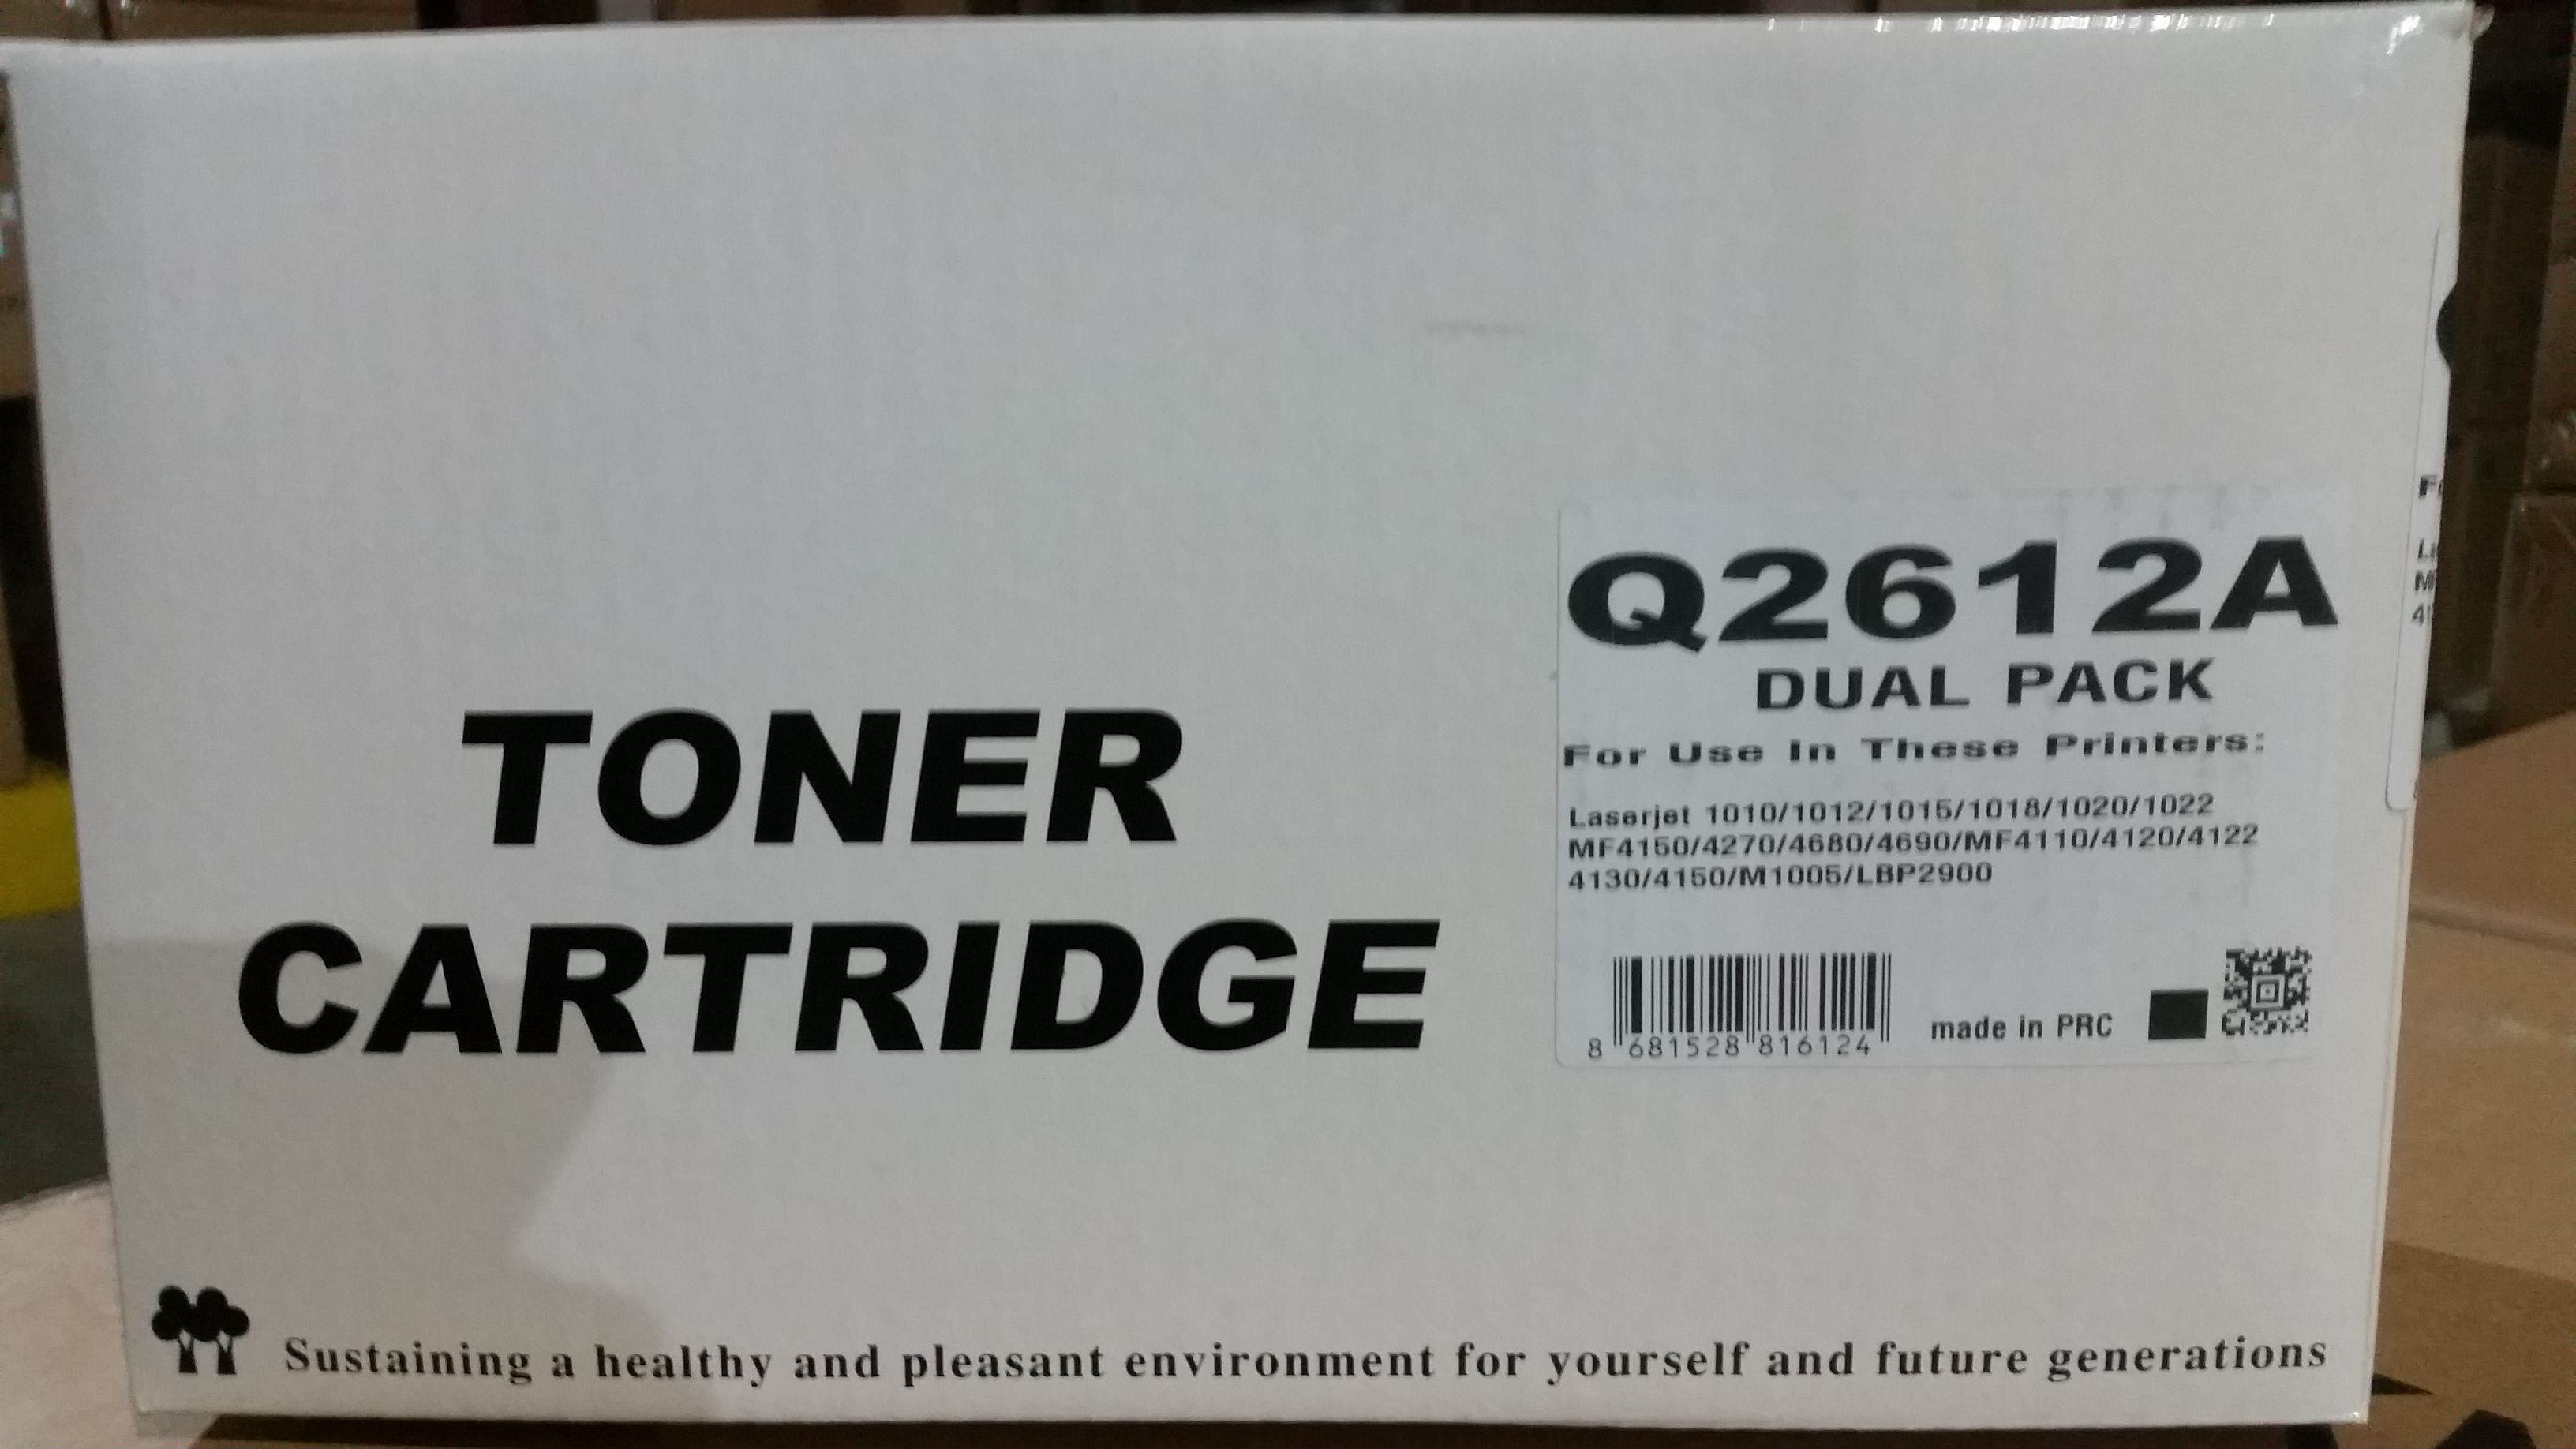 TONER
CARTRIDGE
Q2612A
DUAL PACK
For Use In These Printers:
Laserjet 1010/1012/1015/1018/1020/1022
MF4150/4270/4680/4690/MF4110/4120/4122
4130/4150/M1005/LBP2900
8 681528 816124
made in PRC
Sustaining a healthy and pleasant environment for yourself and future generations